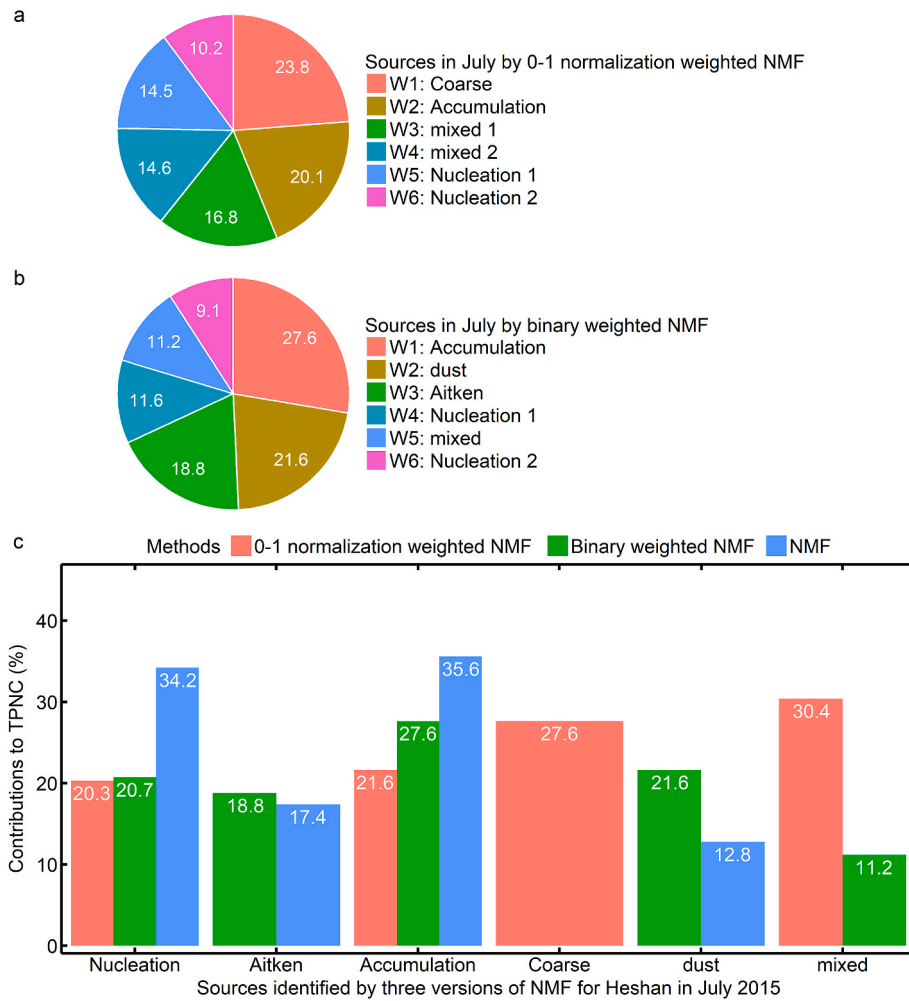 a
10.2
23.8
14.5
14.6
20.1
16.8
Sources in July by 0-1 normalization weighted NMF
W1: Coarse
W2: Accumulation
W3: mixed 1
W4: mixed 2
W5: Nucleation 1
W6: Nucleation 2
b
9.1
27.6
11.2
11.6
18.8
21.6
Sources in July by binary weighted NMF
W1: Accumulation
W2: dust
W3: Aitken
W4: Nucleation 1
W5: mixed
W6: Nucleation 2
c
Methods 0-1 normalization weighted NMF Binary weighted NMF NMF
Contributions to TPNC (%)
40
30
20
10
0
20.3 20.7 34.2
18.8 17.4
21.6 27.6 35.6
27.6
21.6 12.8
30.4 11.2
Nucleation Aitken Accumulation Coarse dust mixed
Sources identified by three versions of NMF for Heshan in July 2015